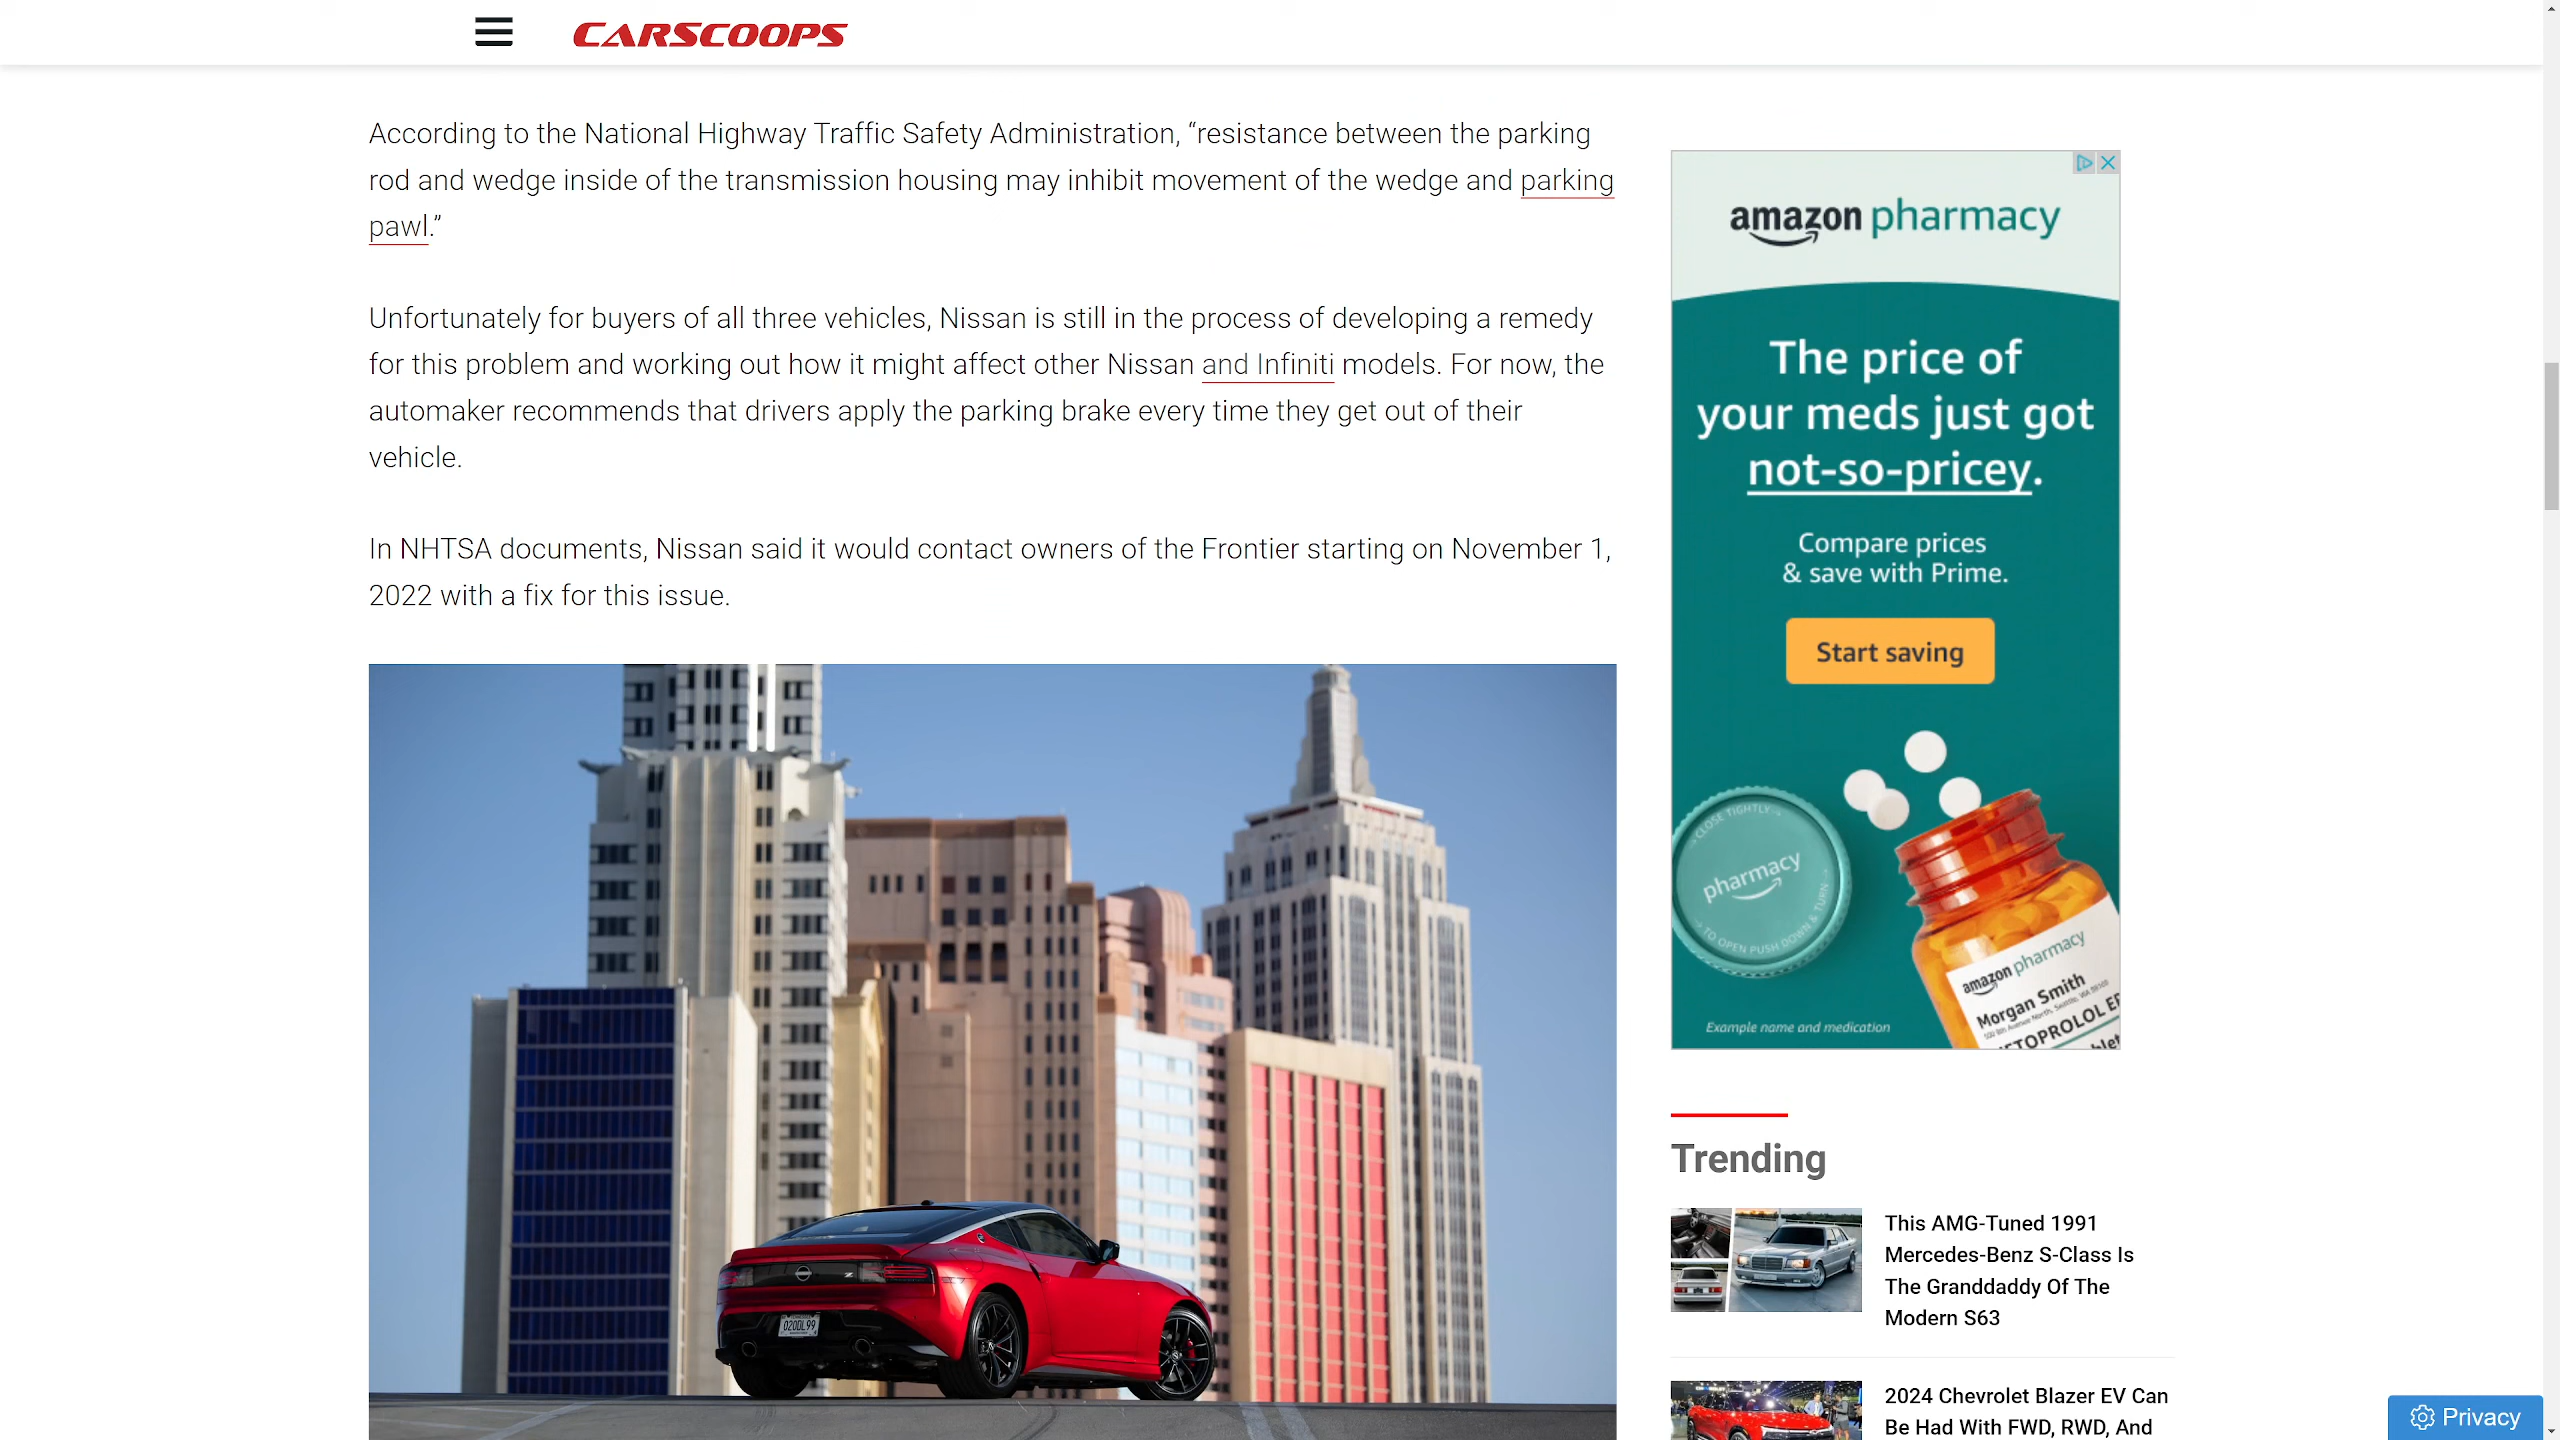 CARSCOOPS
According to the National Highway Traffic Safety Administration, “resistance between the parking
rod and wedge inside of the transmission housing may inhibit movement of the wedge and parking
pawl.”
Unfortunately for buyers of all three vehicles, Nissan is still in the process of developing a remedy
for this problem and working out how it might affect other Nissan and Infiniti models. For now, the
automaker recommends that drivers apply the parking brake every time they get out of their
vehicle.
In NHTSA documents, Nissan said it would contact owners of the Frontier starting on November 1,
2022 with a fix for this issue.
020DL99
Z
amazon pharmacy
The price of
your meds just got
not-so-pricey.
Compare prices
& save with Prime.
Start saving
CLOSE TIGHTLY
pharmacy
TO OPEN PUSH DOWN & TURN
amazon pharmacy
Morgan Smith
Example name and medication
Trending
This AMG-Tuned 1991
Mercedes-Benz S-Class Is
The Granddaddy Of The
Modern S63
2024 Chevrolet Blazer EV Can
Be Had With FWD, RWD, And
Privacy